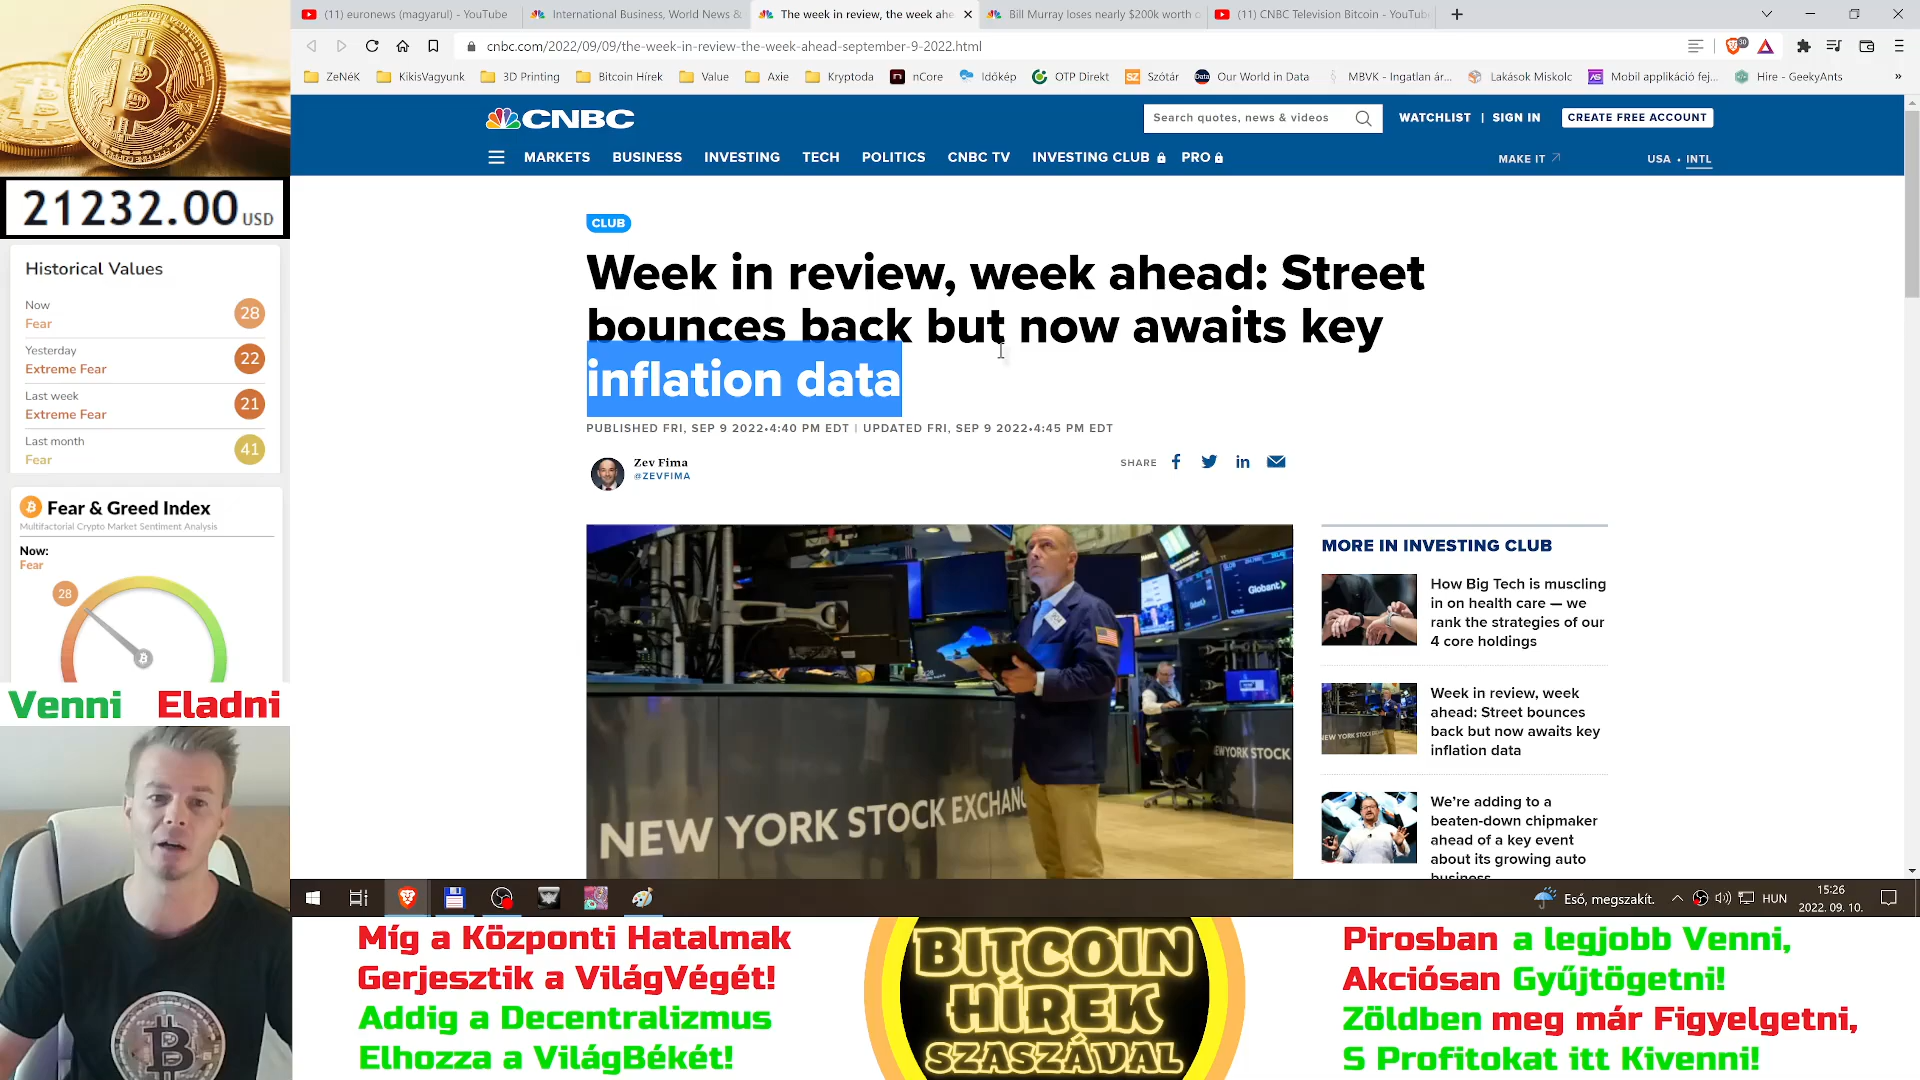 21232.00 USD
Historical Values
Now
Fear
28
Yesterday
Extreme Fear
22
Last week
Extreme Fear
21
Last month
Fear
41
Fear & Greed Index
Multifactorial Crypto Market Sentiment Analysis
Now:
Fear
28
Venni Eladni
(11) euronews (magyarul) - YouTube
International Business, World News &
The week in review, the week ahe
Bill Murray loses nearly $200k worth o
(11) CNBC Television Bitcoin - YouTub
cnbc.com/2022/09/09/the-week-in-review-the-week-ahead-september-9-2022.html
30
ZeNéK KikisVagyunk 3D Printing Bitcoin Hírek Value Axie Kryptoda nCore Időkép OTP Direkt Szótár Our World in Data MBVK - Ingatlan ár... Lakások Miskolc Mobil applikáció fej... Hire - GeekyAnts »
CNBC
Search quotes, news & videos
WATCHLIST | SIGN IN
CREATE FREE ACCOUNT
MARKETS BUSINESS INVESTING TECH POLITICS CNBC TV INVESTING CLUB PRO
MAKE IT
USA • INTL
CLUB
Week in review, week ahead: Street
bounces back but now awaits key
inflation data
PUBLISHED FRI, SEP 9 2022•4:40 PM EDT | UPDATED FRI, SEP 9 2022•4:45 PM EDT
Zev Fima
@ZEVFIMA
SHARE
Globant
NEW YORK STOCK EXCHANG
NEW YORK STOCK
MORE IN INVESTING CLUB
How Big Tech is muscling
in on health care — we
rank the strategies of our
4 core holdings
Week in review, week
ahead: Street bounces
back but now awaits key
inflation data
We're adding to a
beaten-down chipmaker
ahead of a key event
about its growing auto
business
Eső, megszakít.
HUN
15:26
2022. 09. 10.
Míg a Központi Hatalmak
Gerjesztik a VilágVégét!
Addig a Decentralizmus
Elhozza a VilágBékét!
BITCOIN
HÍREK
SZASZÁVAL
Pirosban a legjobb Venni,
Akciósan Gyűjtögetni!
Zöldben meg már Figyelgetni,
S Profitokat itt Kivenni!